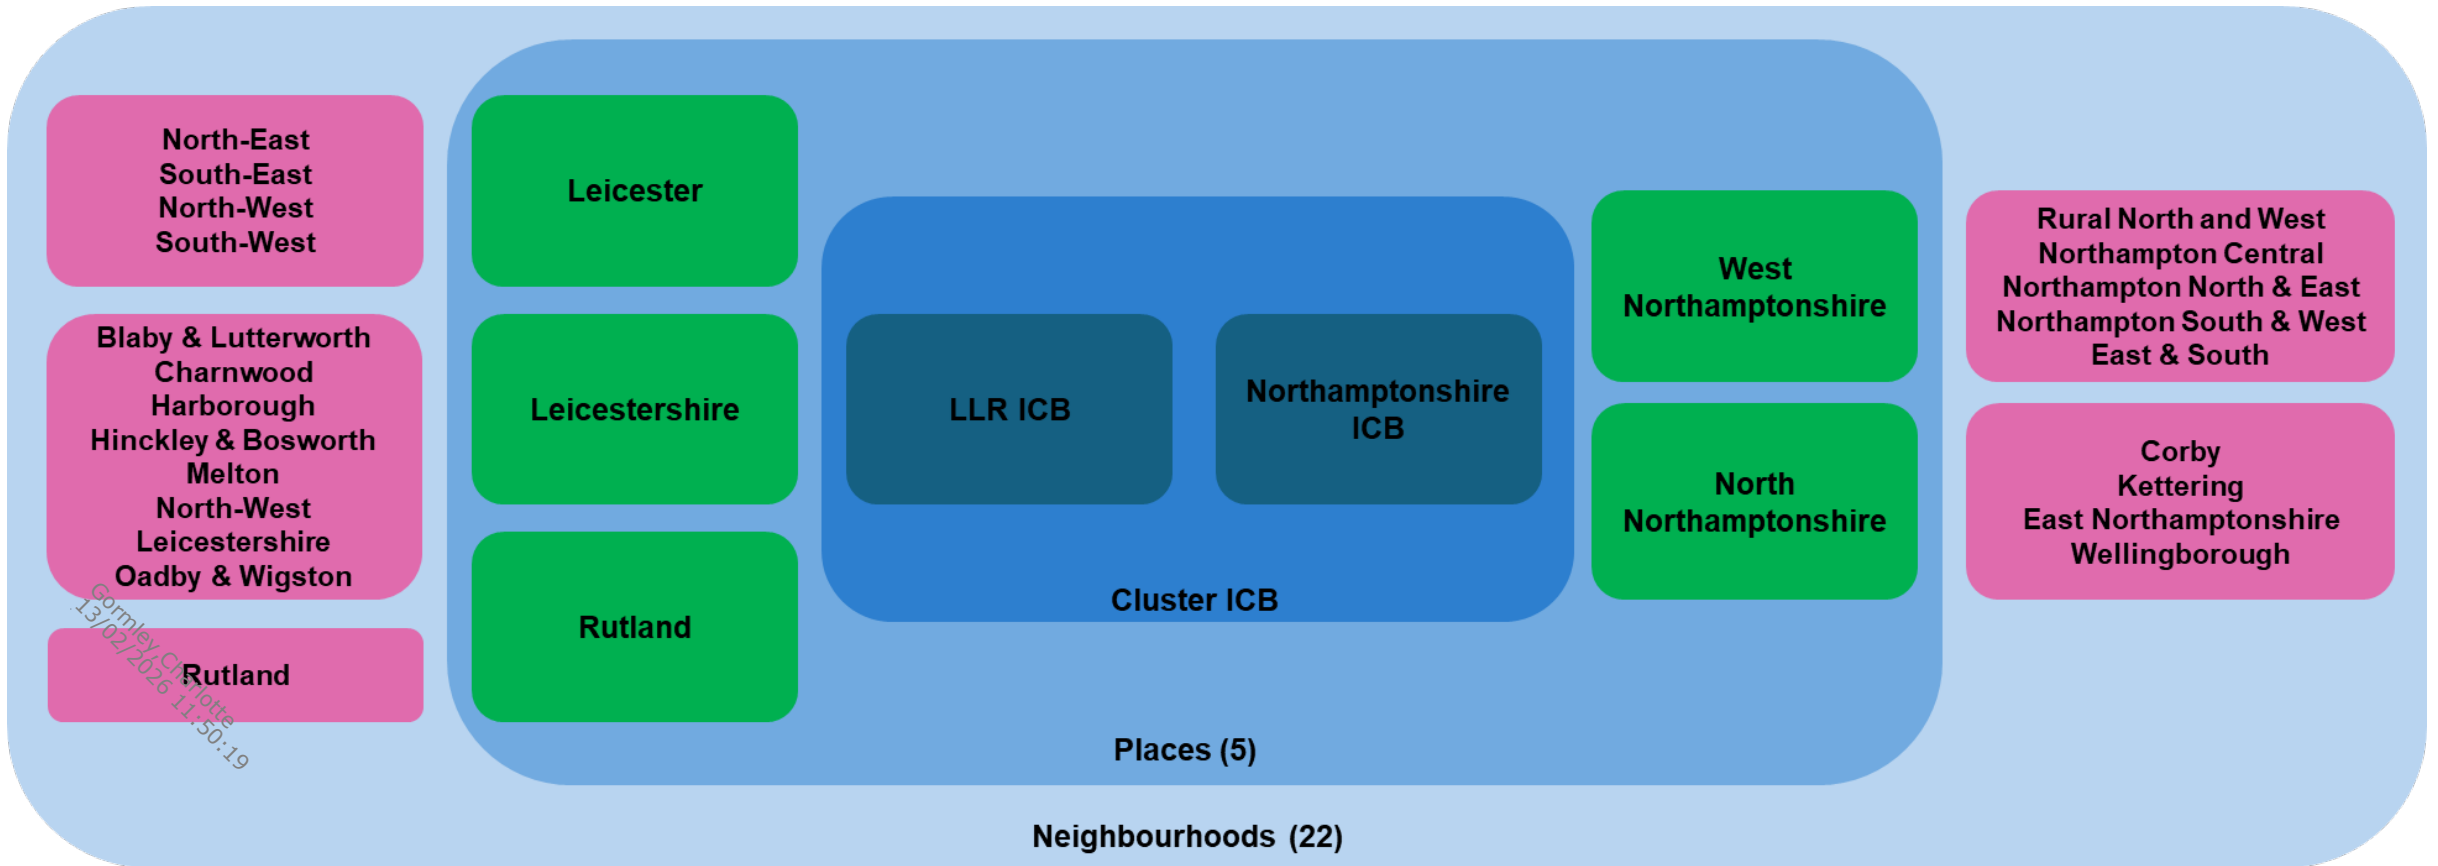 North-East
South-East
North-West
South-West
Blaby & Lutterworth
Charnwood
Harborough
Hinckley & Bosworth
Melton
North-West
Leicestershire
Oadby & Wigston
Rutland
Gormley Charlotte
13/02/2026 11:50:19
Leicester
Leicestershire
Rutland
LLR ICB
Northamptonshire
ICB
Cluster ICB
West
Northamptonshire
North
Northamptonshire
Rural North and West
Northampton Central
Northampton North & East
Northampton South & West
East & South
Corby
Kettering
East Northamptonshire
Wellingborough
Places (5)
Neighbourhoods (22)